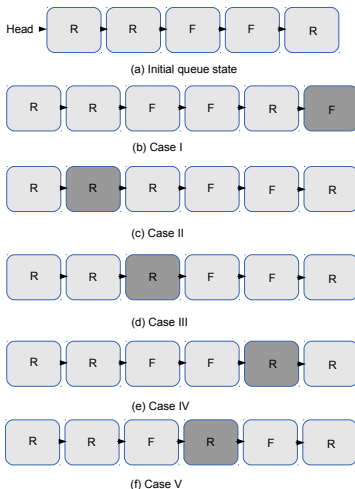 Head R R F F R
(a) Initial queue state
R R F F R F
(b) Case I
R R R F F R
(c) Case II
R R R F F R
(d) Case III
R R F F R R
(e) Case IV
R R F R F R
(f) Case V